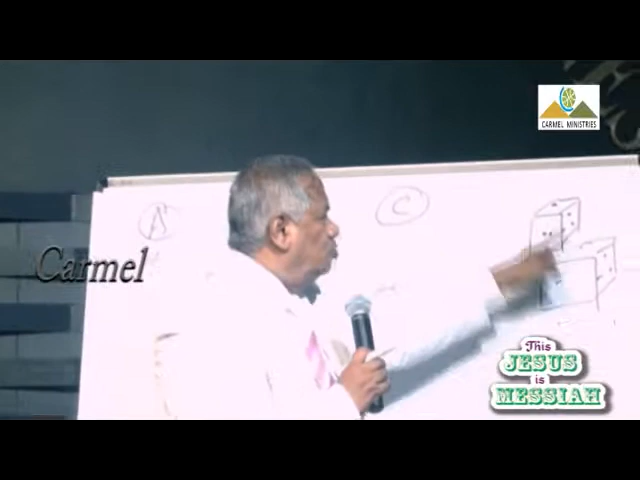 CARMEL MINISTRIES
A
C
Carmel
This
JESUS
is
MESSIAH